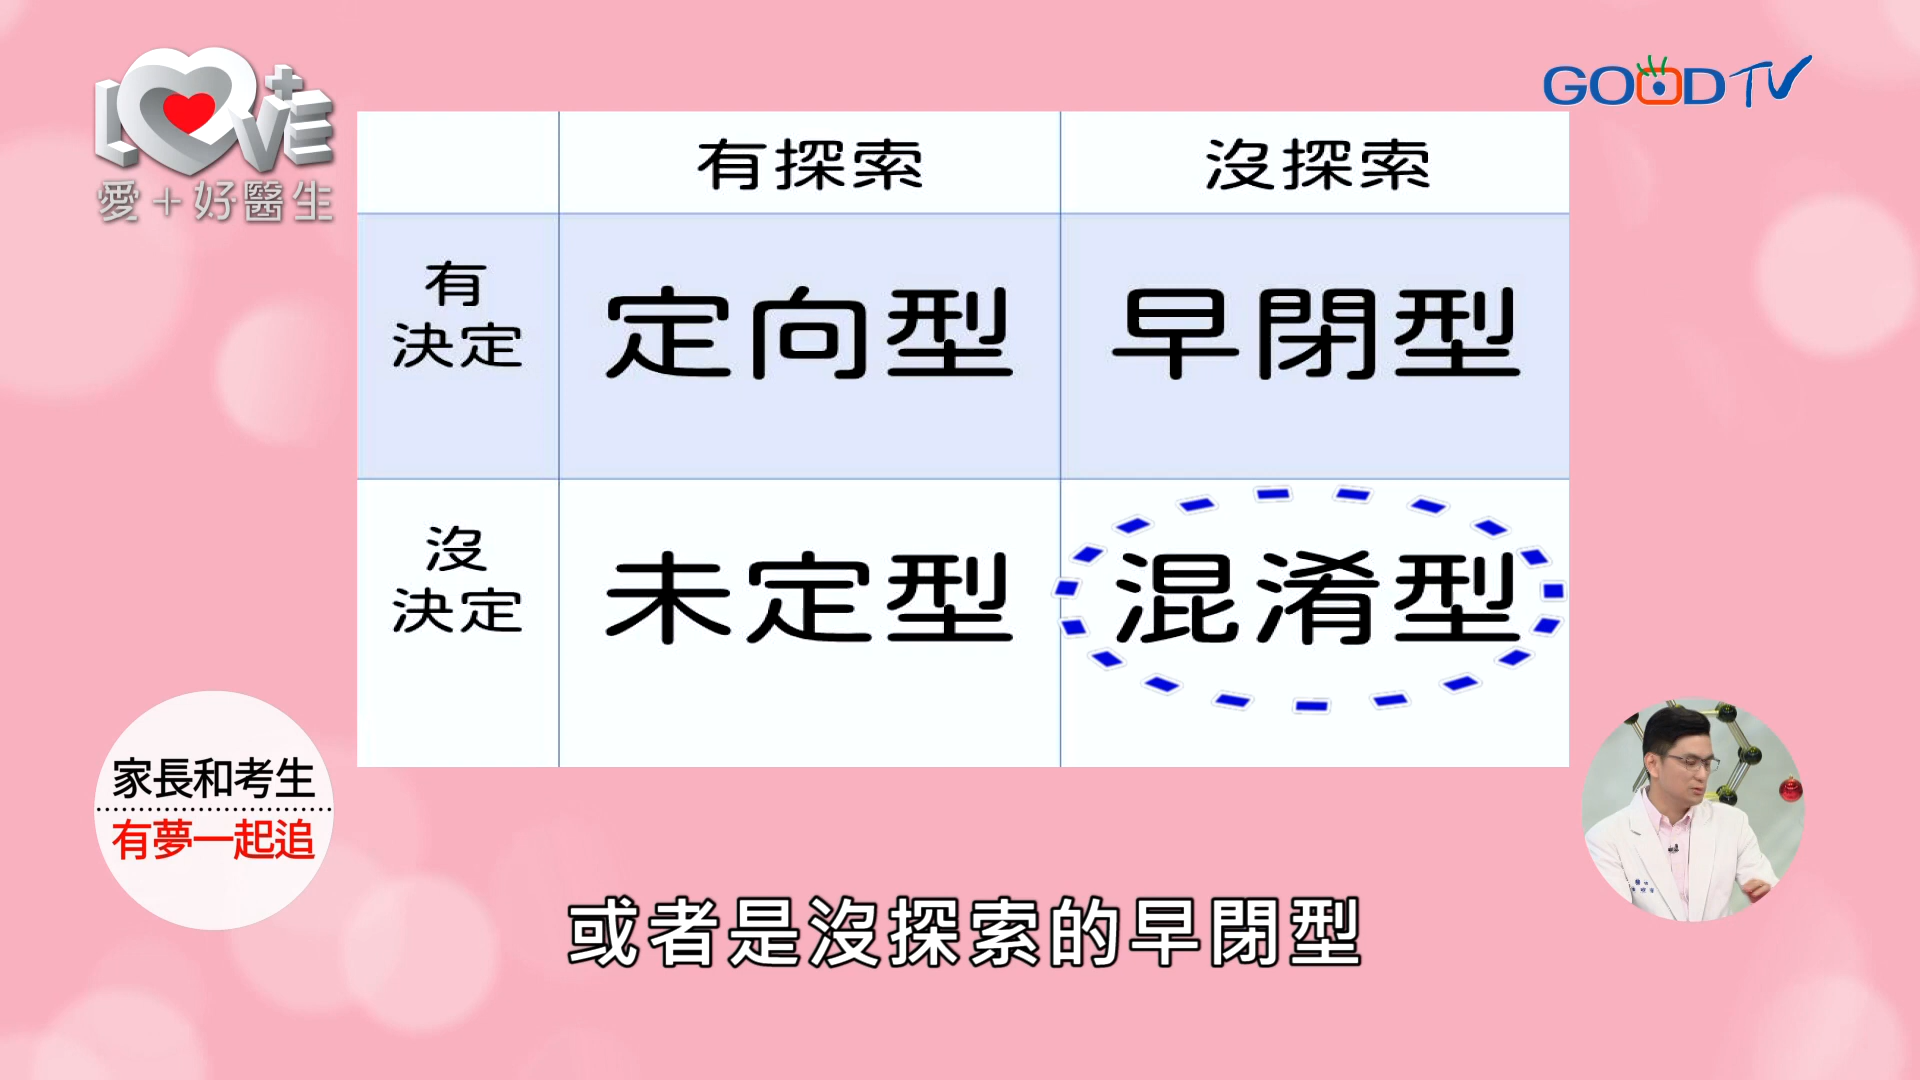 LOVE+
愛+好醫生
GOODTV
有探索
沒探索
有
決定
定向型
早閉型
沒
決定
未定型
混淆型
家長和考生
有夢一起追
或者是沒探索的早閉型